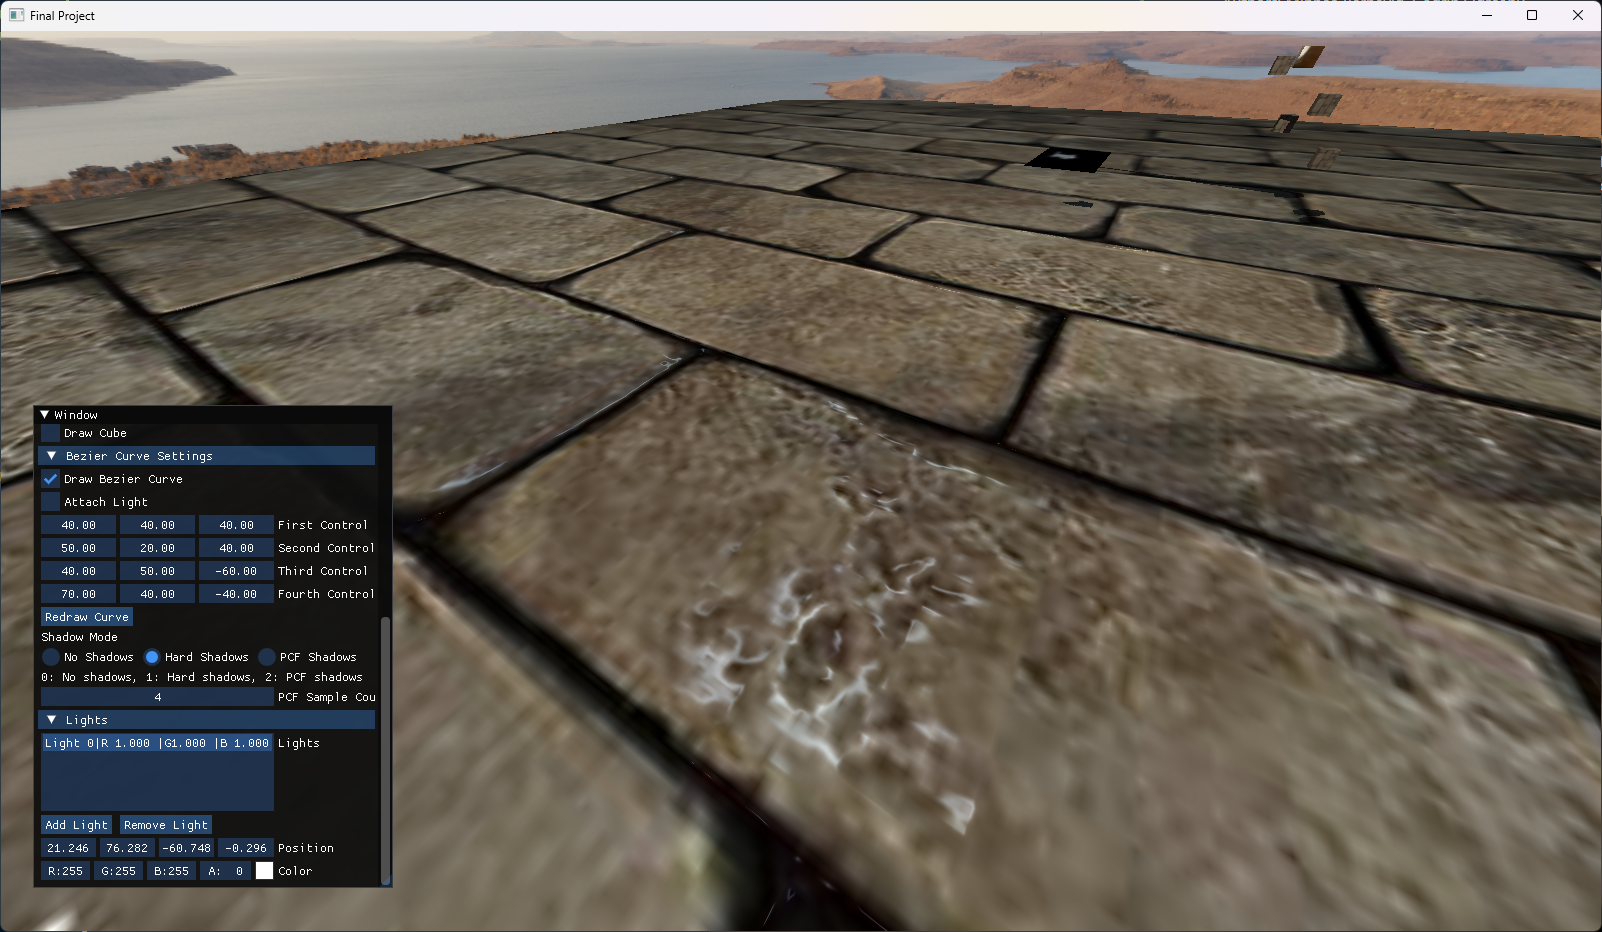 Final Project
Window
Draw Cube
Bezier Curve Settings
Draw Bezier Curve
Attach Light
40.00 40.00 40.00 First Control
50.00 20.00 40.00 Second Control
40.00 50.00 -60.00 Third Control
70.00 40.00 -40.00 Fourth Control
Redraw Curve
Shadow Mode
No Shadows Hard Shadows PCF Shadows
0: No shadows, 1: Hard shadows, 2: PCF shadows
4 PCF Sample Cou
Lights
Light 0|R 1.000 |G1.000 |B 1.000 Lights
Add Light Remove Light
21.246 76.282 -60.748 -0.296 Position
R:255 G:255 B:255 A: 0 Color